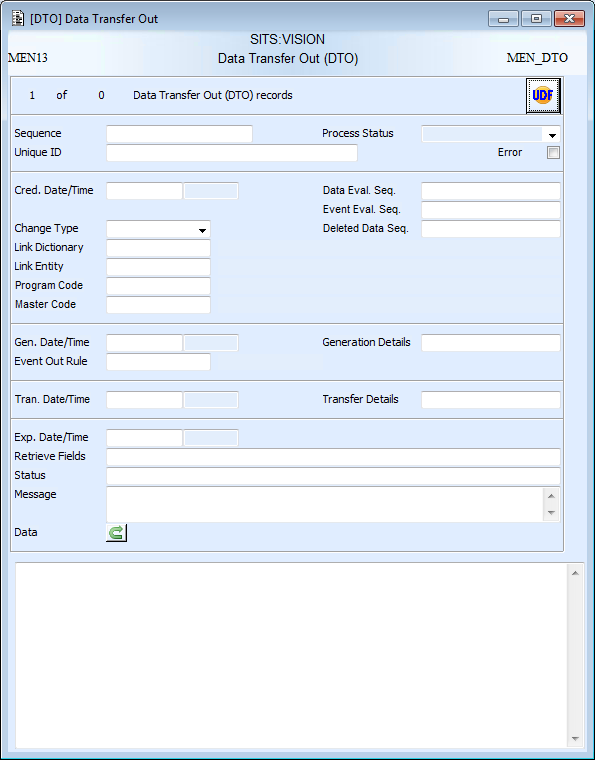 [DTO] Data Transfer Out
SITS:VISION
MEN13 Data Transfer Out (DTO) MEN_DTO
1 of 0 Data Transfer Out (DTO) records UDF
Sequence Process Status
Unique ID Error
Cred. Date/Time Data Eval. Seq.
Event Eval. Seq.
Change Type Deleted Data Seq.
Link Dictionary
Link Entity
Program Code
Master Code
Gen. Date/Time Generation Details
Event Out Rule
Tran. Date/Time Transfer Details
Exp. Date/Time
Retrieve Fields
Status
Message
Data